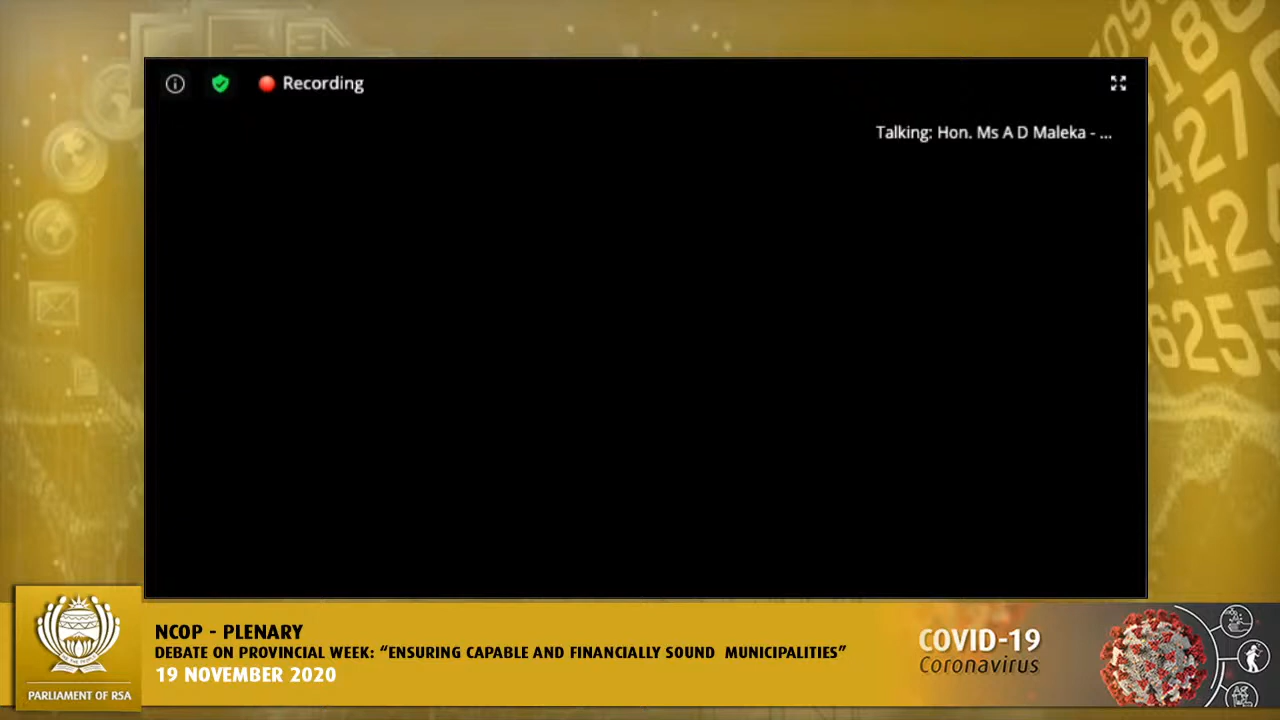 Recording
Talking: Hon. Ms A D Maleka - ...
NCOP - PLENARY
DEBATE ON PROVINCIAL WEEK: “ENSURING CAPABLE AND FINANCIALLY SOUND MUNICIPALITIES”
19 NOVEMBER 2020
PARLIAMENT OF RSA
COVID-19
Coronavirus